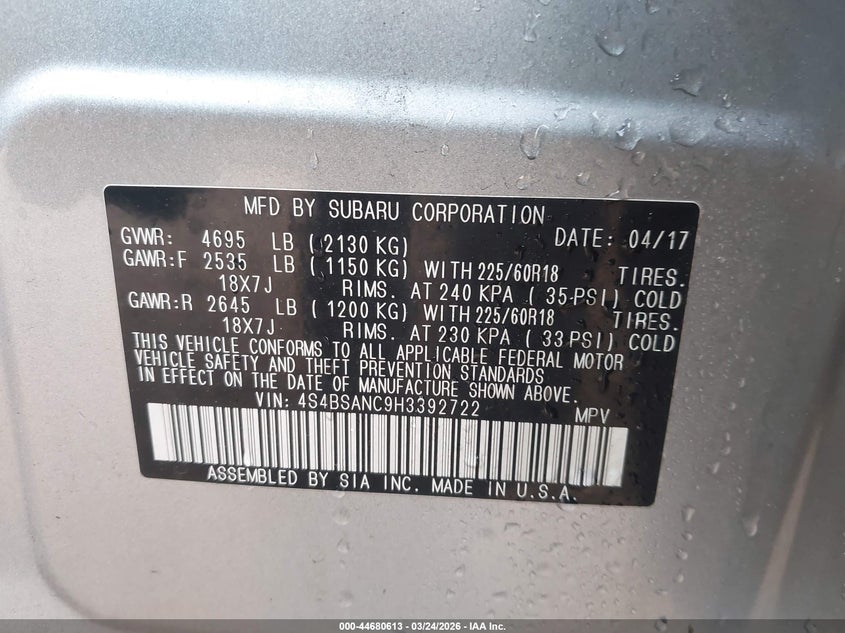 MFD BY SUBARU CORPORATION
GVWR: 4695 LB ( 2130 KG) DATE: 04/17
GAWR:F 2535 LB ( 1150 KG) WITH 225/60R18 TIRES.
18X7J RIMS. AT 240 KPA ( 35 PSI) COLD
GAWR:R 2645 LB ( 1200 KG) WITH 225/60R18 TIRES.
18X7J RIMS. AT 230 KPA ( 33 PSI) COLD
THIS VEHICLE CONFORMS TO ALL APPLICABLE FEDERAL MOTOR
VEHICLE SAFETY AND THEFT PREVENTION STANDARDS
IN EFFECT ON THE DATE OF MANUFACTURE SHOWN ABOVE.
VIN: 4S4BSANC9H3392722 MPV
ASSEMBLED BY SIA INC. MADE IN U.S.A.
000-44680613 - 03/24/2026 - IAA Inc.